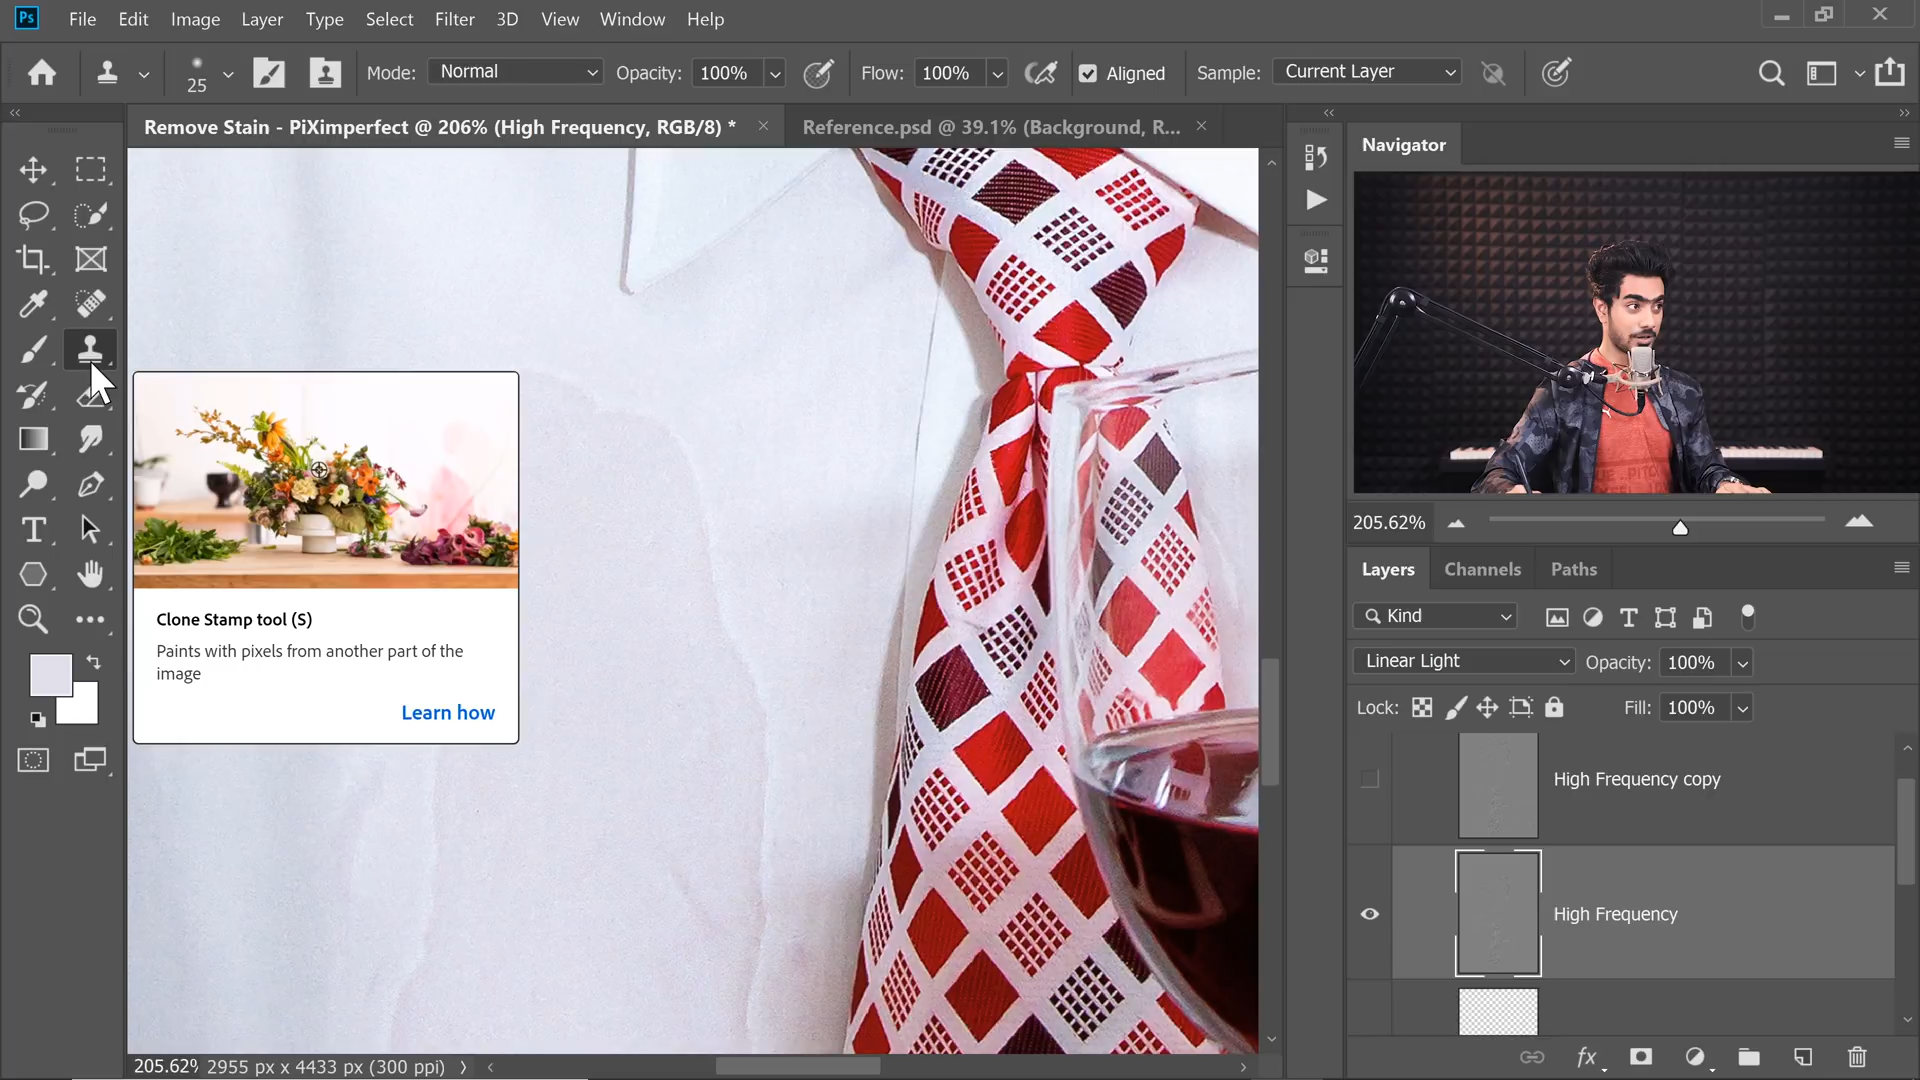 Ps File Edit Image Layer Type Select Filter 3D View Window Help
25 Mode: Normal Opacity: 100% Flow: 100% Aligned Sample: Current Layer
Remove Stain - PiXimperfect @ 206% (High Frequency, RGB/8) *
Reference.psd @ 39.1% (Background, R...
Navigator
205.62%
Clone Stamp tool (S)
Paints with pixels from another part of the
image
Learn how
Layers Channels Paths
Kind
Linear Light Opacity: 100%
Lock: Fill: 100%
High Frequency copy
High Frequency
205.62% 2955 px x 4433 px (300 ppi)